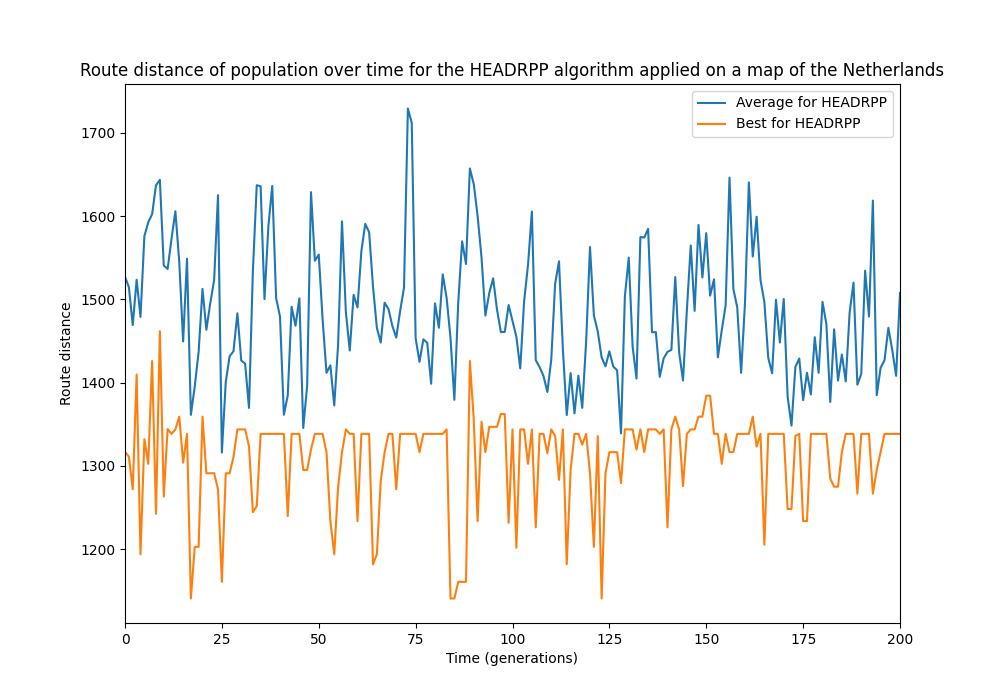 Route distance of population over time for the HEADRPP algorithm applied on a map of the Netherlands
Average for HEADRPP
Best for HEADRPP
1700
1600
1500
1400
1300
1200
Route distance
0 25 50 75 100 125 150 175 200
Time (generations)